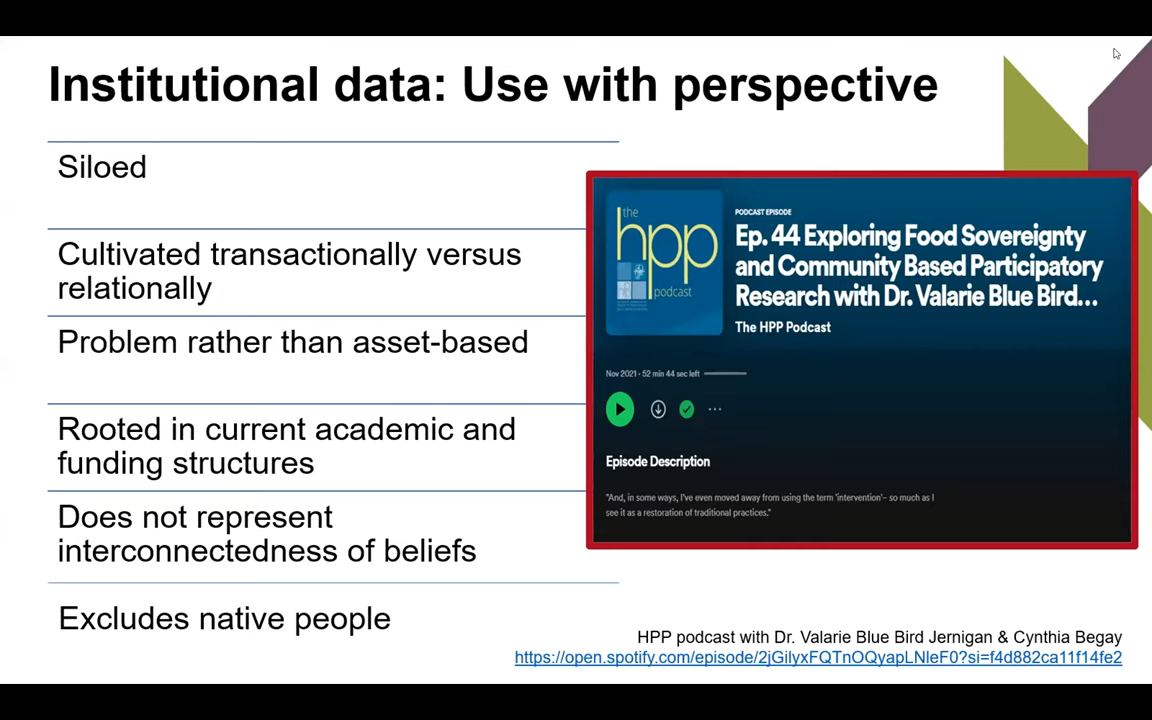 Institutional data: Use with perspective
Siloed
Cultivated transactionally versus
relationally
Problem rather than asset-based
Rooted in current academic and
funding structures
Does not represent
interconnectedness of beliefs
Excludes native people
the
hpp
podcast
PODCAST EPISODE
Ep. 44 Exploring Food Sovereignty
and Community Based Participatory
Research with Dr. Valarie Blue Bird...
The HPP Podcast
Nov 2021 · 52 min 44 sec left
Episode Description
"And, in some ways, I've even moved away from using the term 'intervention'– so much as I
see it as a restoration of traditional practices."
HPP podcast with Dr. Valarie Blue Bird Jernigan & Cynthia Begay
https://open.spotify.com/episode/2jGilyxFQTnOQyapLNleF0?si=f4d882ca11f14fe2